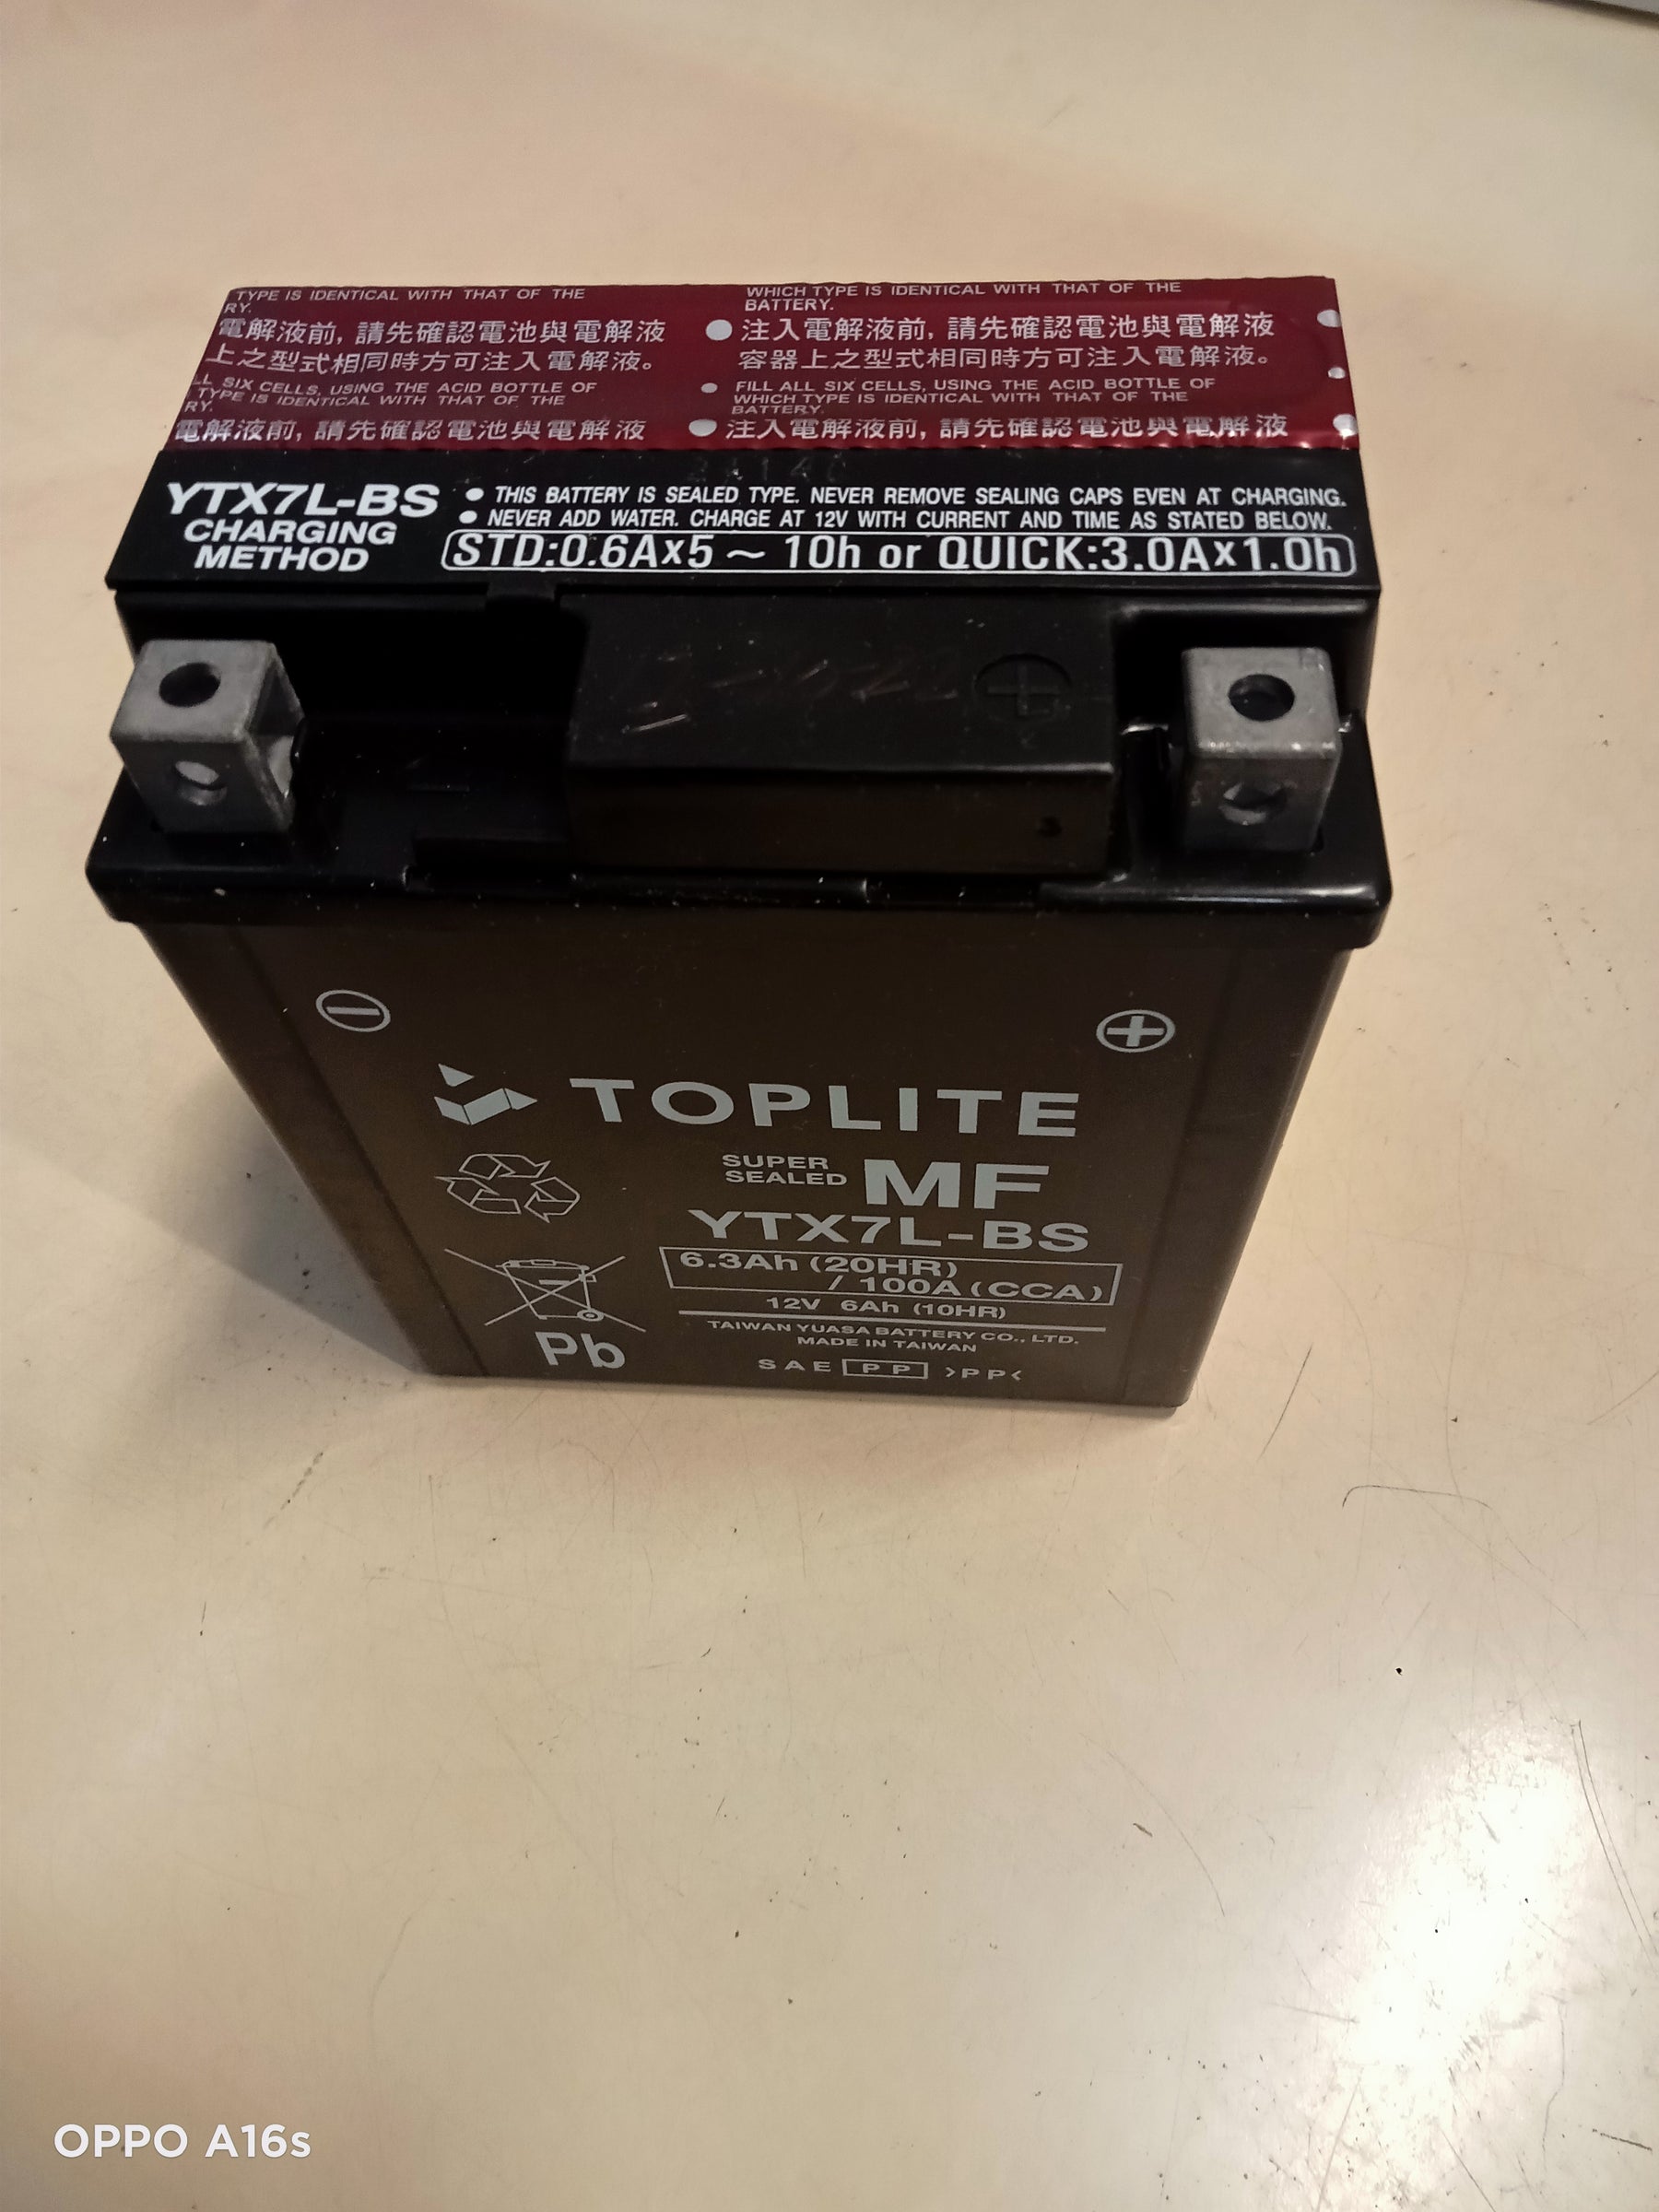 TYPE IS IDENTICAL WITH THAT OF THE
RY.
電解液前, 請先確認電池與電解液
上之型式相同時方可注入電解液。
LL SIX CELLS, USING THE ACID BOTTLE OF
TYPE IS IDENTICAL WITH THAT OF THE
RY.
電解液前, 請先確認電池與電解液
WHICH TYPE IS IDENTICAL WITH THAT OF THE
BATTERY.
● 注入電解液前, 請先確認電池與電解液
容器上之型式相同時方可注入電解液。
● FILL ALL SIX CELLS, USING THE ACID BOTTLE OF
WHICH TYPE IS IDENTICAL WITH THAT OF THE
BATTERY.
● 注入電解液前, 請先確認電池與電解液
YTX7L-BS
CHARGING
METHOD
● THIS BATTERY IS SEALED TYPE. NEVER REMOVE SEALING CAPS EVEN AT CHARGING.
● NEVER ADD WATER. CHARGE AT 12V WITH CURRENT AND TIME AS STATED BELOW.
STD:0.6A×5 ~ 10h or QUICK:3.0A×1.0h
+
− +
TOPLITE
SUPER
SEALED MF
YTX7L-BS
6.3Ah (20HR)
/ 100A (CCA)
12V 6Ah (10HR)
TAIWAN YUASA BATTERY CO., LTD.
MADE IN TAIWAN
SAE PP >PP<
Pb
OPPO A16s